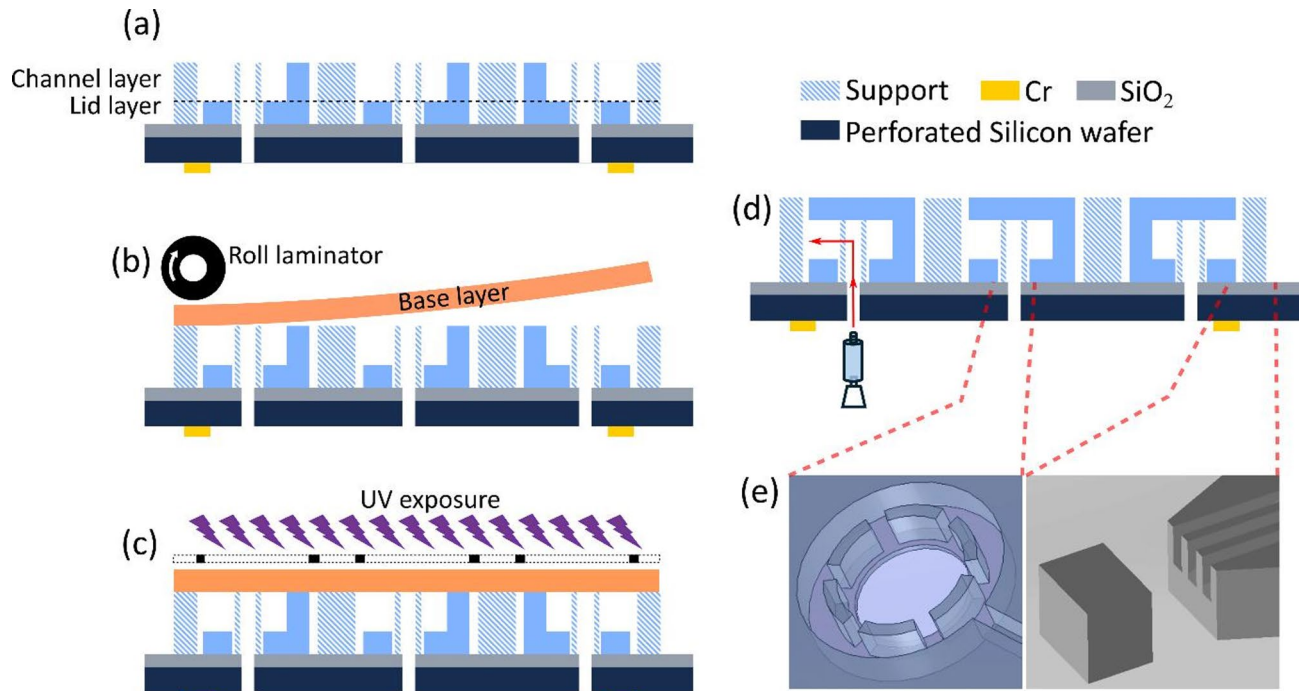 (a)
Channel layer
Lid layer
Support
Cr
SiO₂
Perforated Silicon wafer
(b)
Roll laminator
Base layer
(c)
UV exposure
(d)
(e)